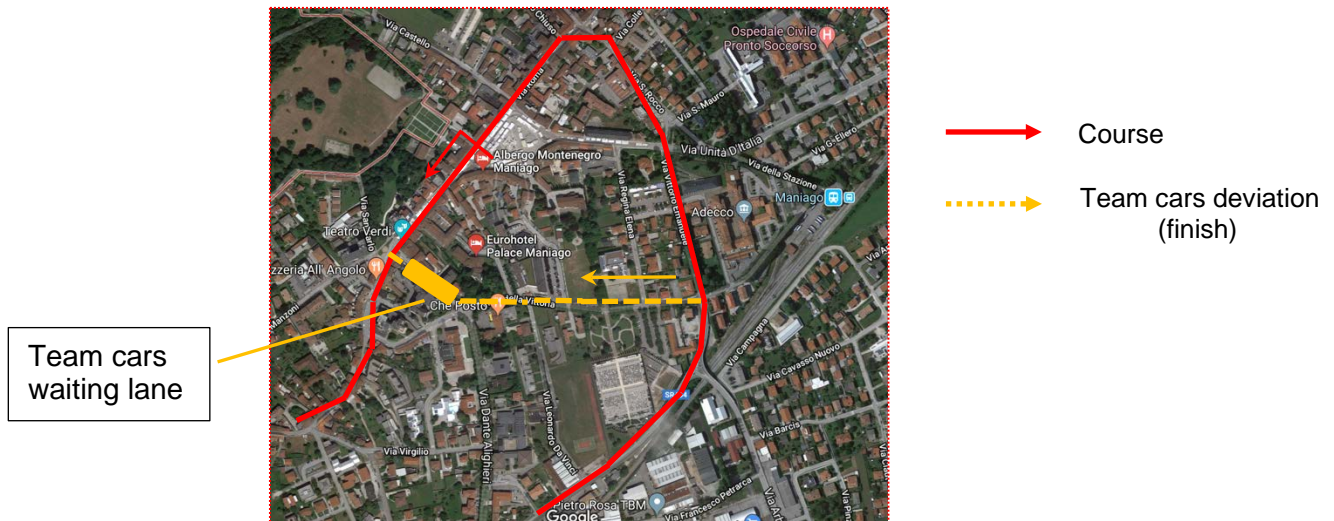 Via Castello
Chiuso
Via Colle
Ospedale Civile
Pronto Soccorso
Via Roma
Via S. Rocco
Via S. Mauro
Via Unità D'Italia
Via G. Ellero
Via della Stazione
Albergo Montenegro
Maniago
Via Regina Elena
Via Vittorio Emanuele
Adecco
Maniago
Via San Carlo
Teatro Verdi
Eurohotel
Palace Maniago
zzeria All' Angolo
Manzoni
Che Posto
della Vittoria
Via Campagna
Via Cavasso Nuovo
Via Dante Alighieri
Via Leonardo Da Vinci
Via Virgilio
Via Barcis
Pietro Rosa TBM
Via Francesco Petrarca
Google
Course
Team cars deviation
(finish)
Team cars
waiting lane